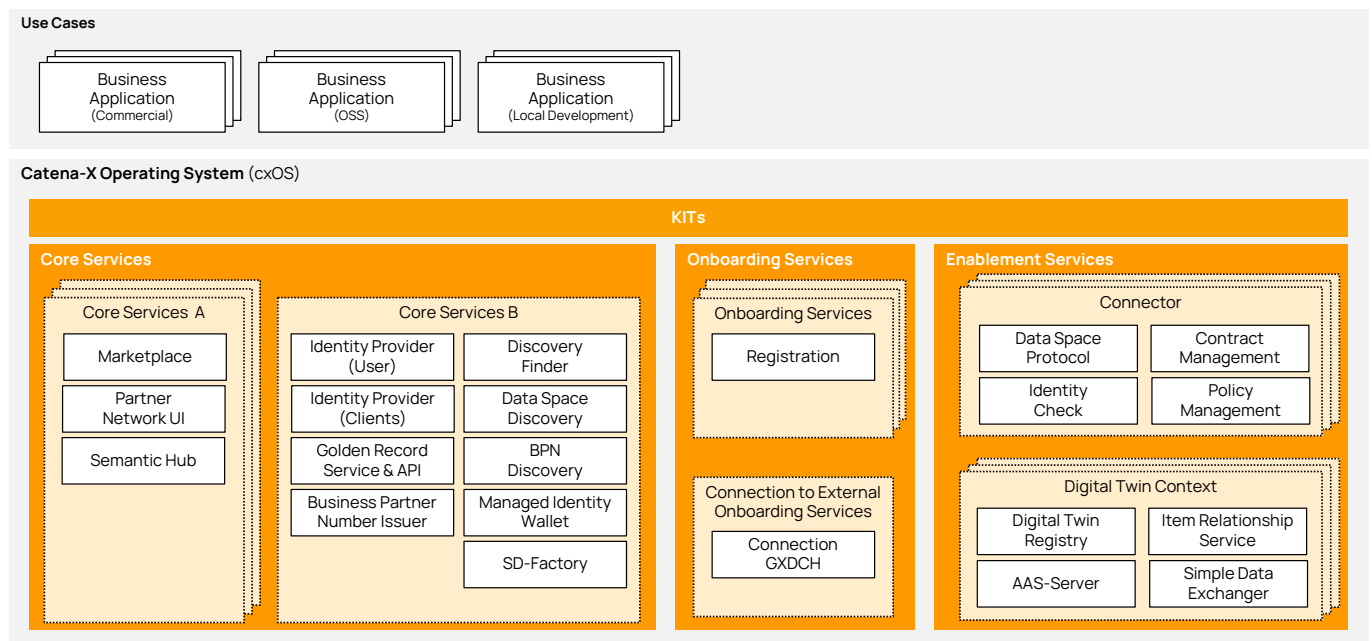 Use Cases
Business
Application
(Commercial)
Business
Application
(OSS)
Business
Application
(Local Development)
Catena-X Operating System (cxOS)
KITs
Core Services
Core Services A
Marketplace
Partner
Network UI
Semantic Hub
Core Services B
Identity Provider
(User)
Identity Provider
(Clients)
Golden Record
Service & API
Business Partner
Number Issuer
Discovery
Finder
Data Space
Discovery
BPN
Discovery
Managed Identity
Wallet
SD-Factory
Onboarding Services
Onboarding Services
Registration
Connection to External
Onboarding Services
Connection
GXDCH
Enablement Services
Connector
Data Space
Protocol
Contract
Management
Identity
Check
Policy
Management
Digital Twin Context
Digital Twin
Registry
Item Relationship
Service
AAS-Server
Simple Data
Exchanger